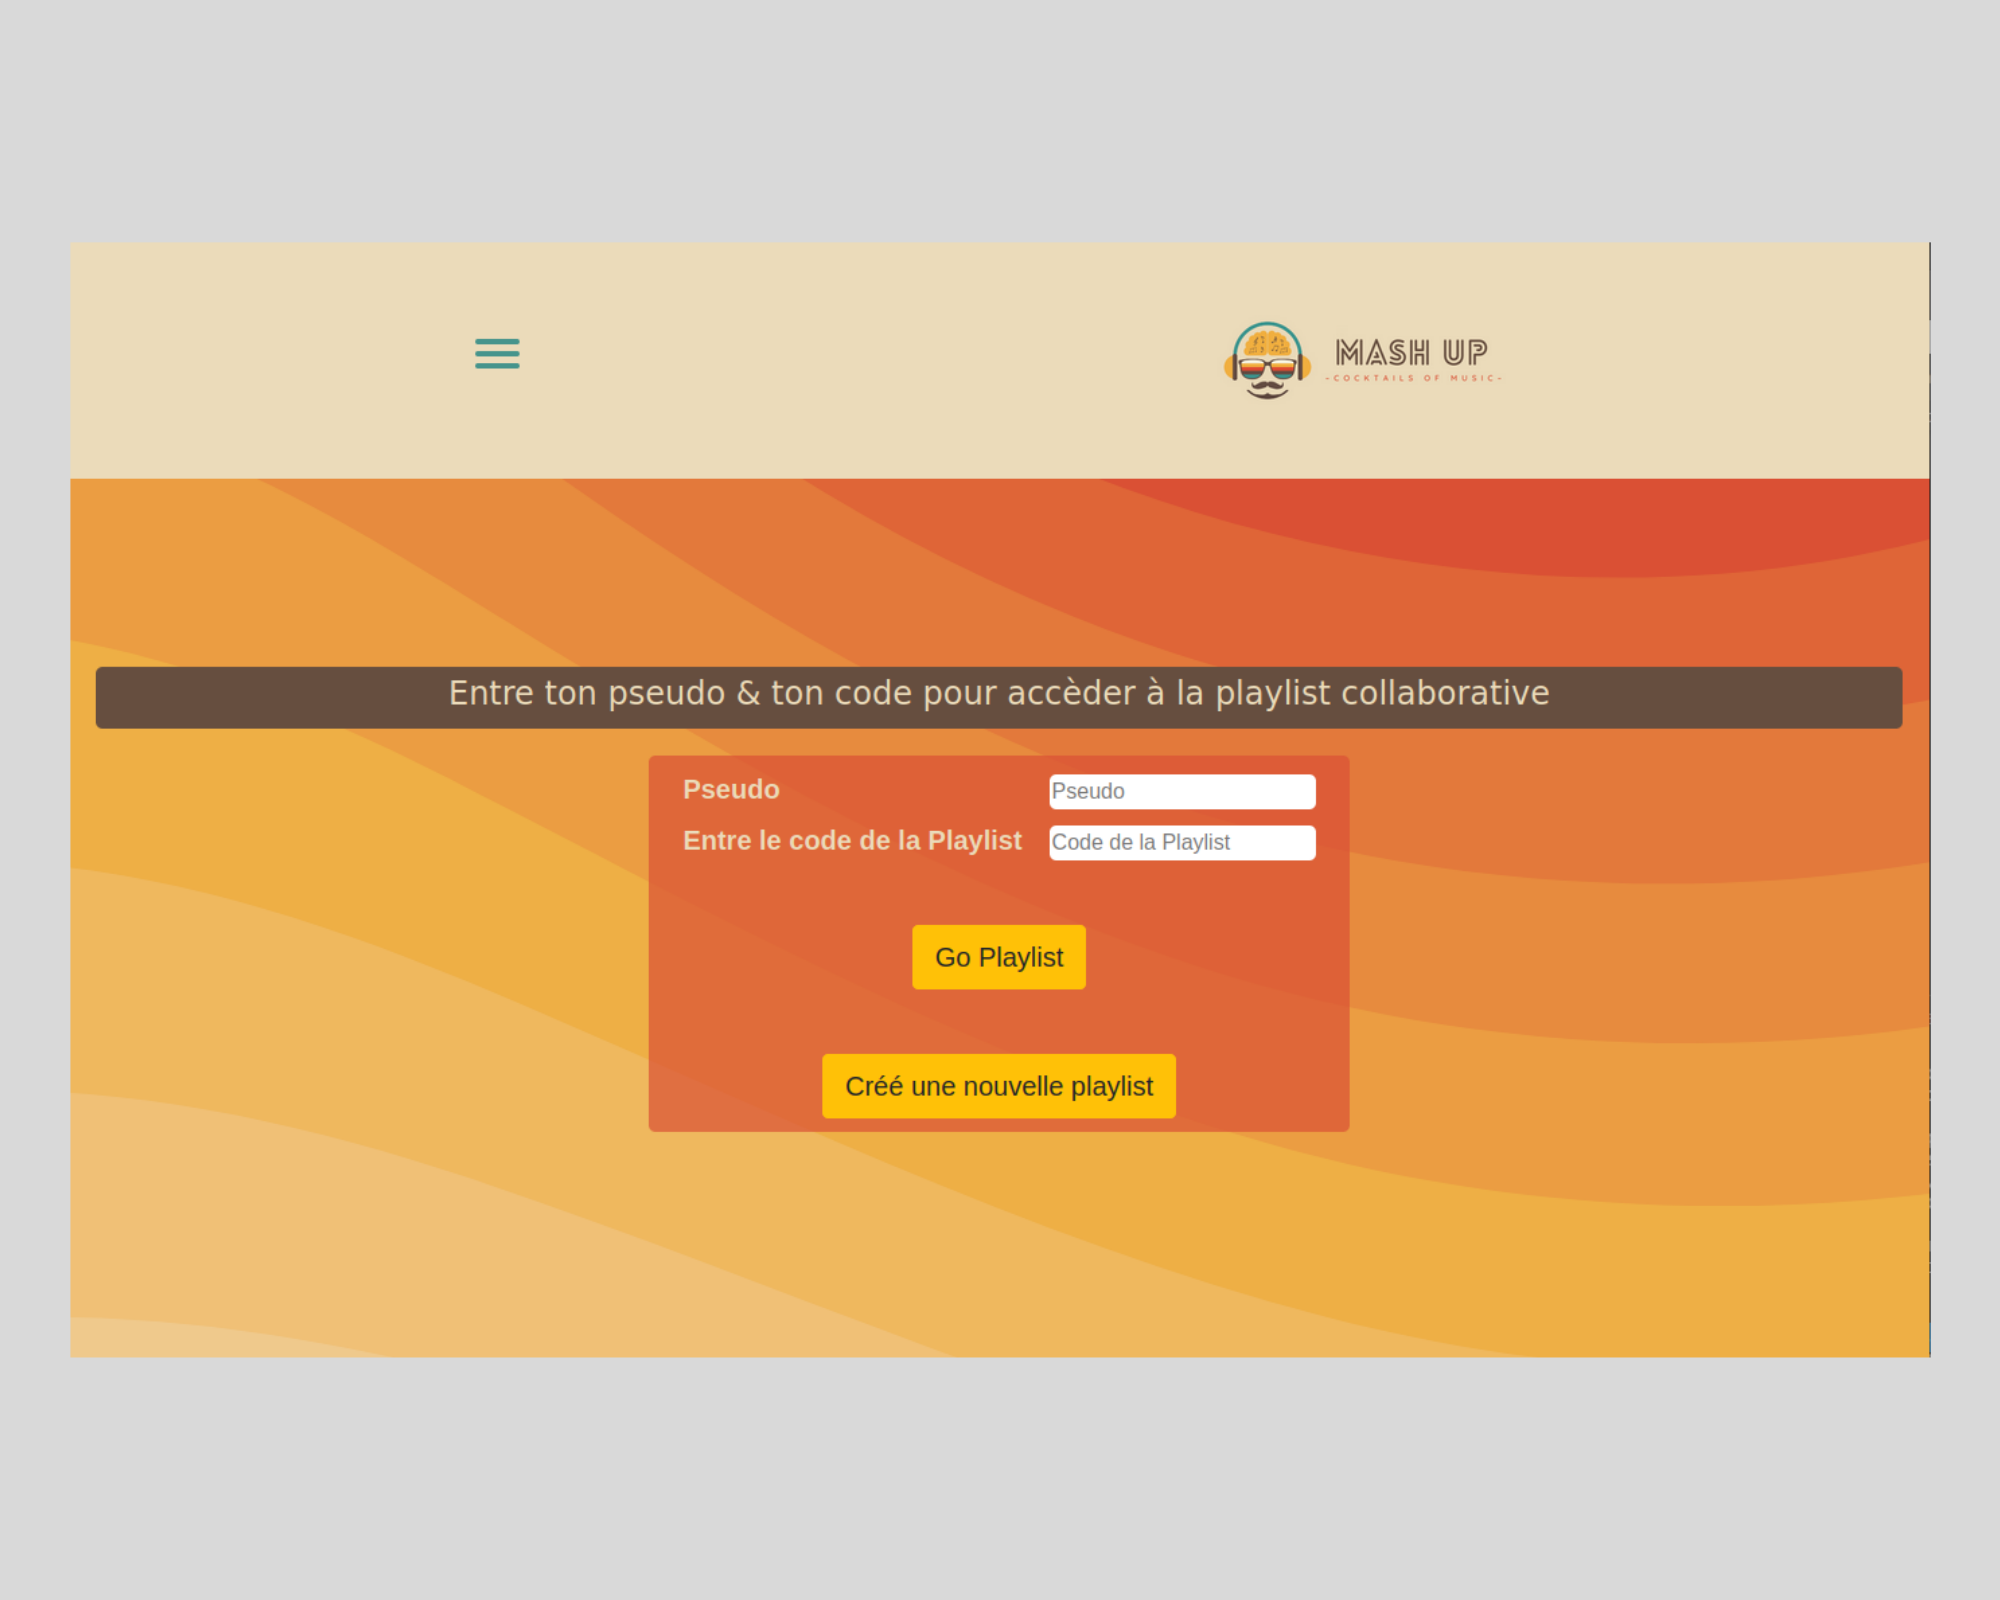 MASH UP
-COCKTAILS OF MUSIC-
Entre ton pseudo & ton code pour accèder à la playlist collaborative
Pseudo
Pseudo
Entre le code de la Playlist
Code de la Playlist
Go Playlist
Créé une nouvelle playlist